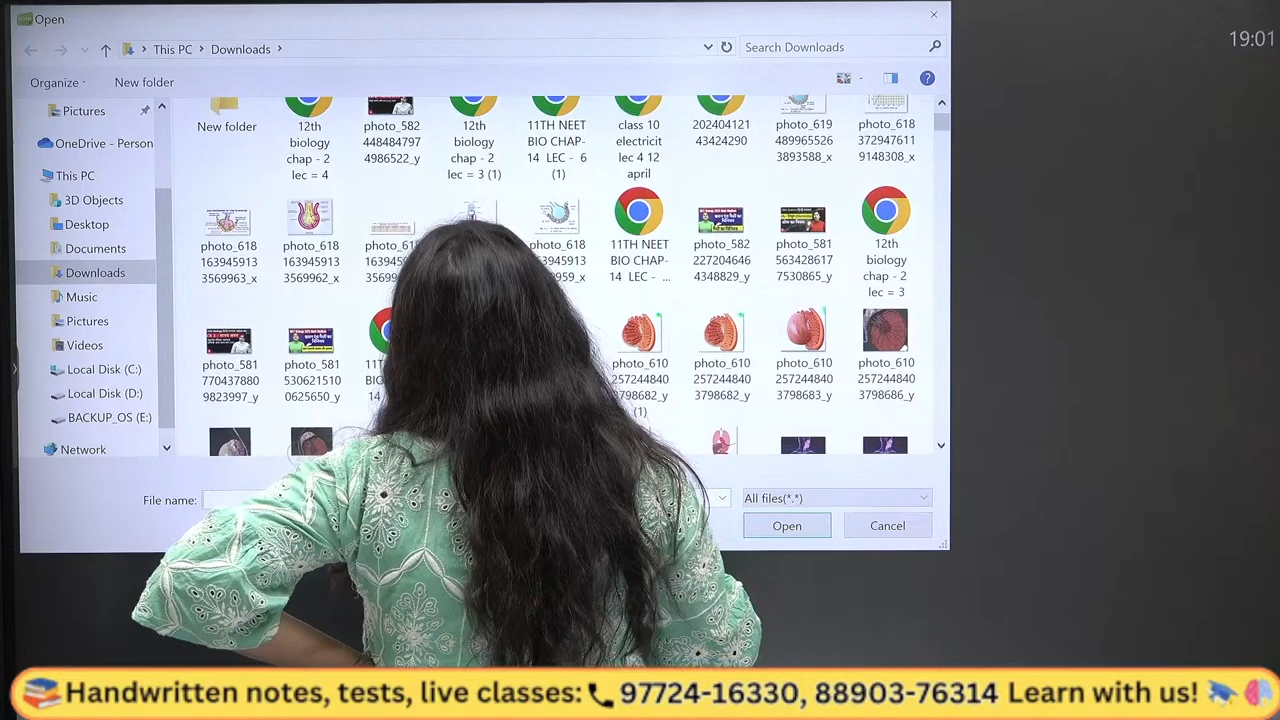 Open
19:01
This PC > Downloads >
Search Downloads
Organize
New folder
Pictures
OneDrive - Person
This PC
3D Objects
Documents
Downloads
Music
Pictures
Videos
Local Disk (C:)
Local Disk (D:)
BACKUP_OS (E:)
Network
New folder
12th
biology
chap - 2
lec = 4
photo_582
448484797
4986522_y
12th
biology
chap - 2
lec = 3 (1)
11TH NEET
BIO CHAP-
14 LEC - 6
(1)
class 10
electricit
lec 4 12
april
202404121
43424290
photo_619
489965526
3893588_x
photo_618
372947611
9148308_x
photo_618
163945913
3569963_x
photo_618
163945913
3569962_x
photo_618
11TH NEET
BIO CHAP-
14 LEC - ...
photo_582
227204646
4348829_y
photo_581
563428617
7530865_y
12th
biology
chap - 2
lec = 3
photo_581
770437880
9823997_y
photo_581
530621510
0625650_y
photo_610
257244840
3798682_y
(1)
photo_610
257244840
3798682_y
photo_610
257244840
3798683_y
photo_610
257244840
3798686_y
File name:
All files(*.*)
Open
Cancel
Handwritten notes, tests, live classes: 97724-16330, 88903-76314 Learn with us!